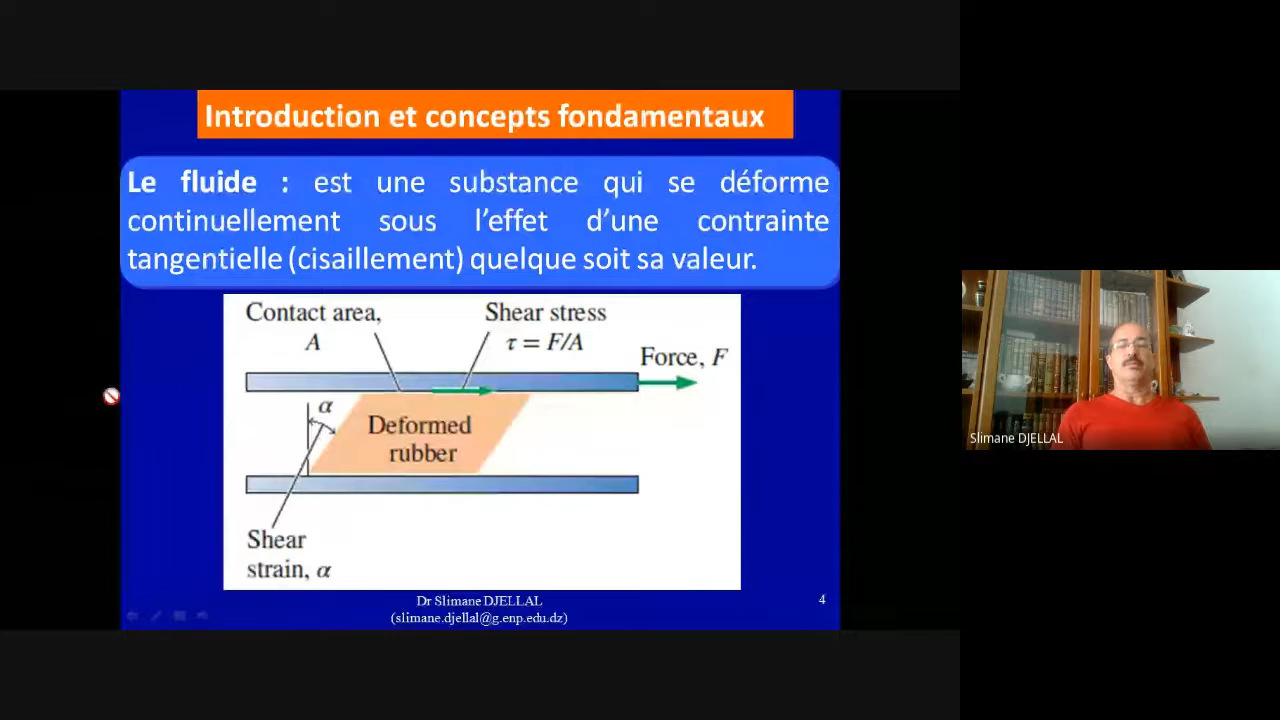 Introduction et concepts fondamentaux
Le fluide : est une substance qui se déforme
continuellement sous l’effet d’une contrainte
tangentielle (cisaillement) quelque soit sa valeur.
Contact area,
A
Shear stress
τ = F/A
Force, F
α
Deformed
rubber
Shear
strain, α
Dr Slimane DJELLAL
(slimane.djellal@g.enp.edu.dz)
4
Slimane DJELLAL